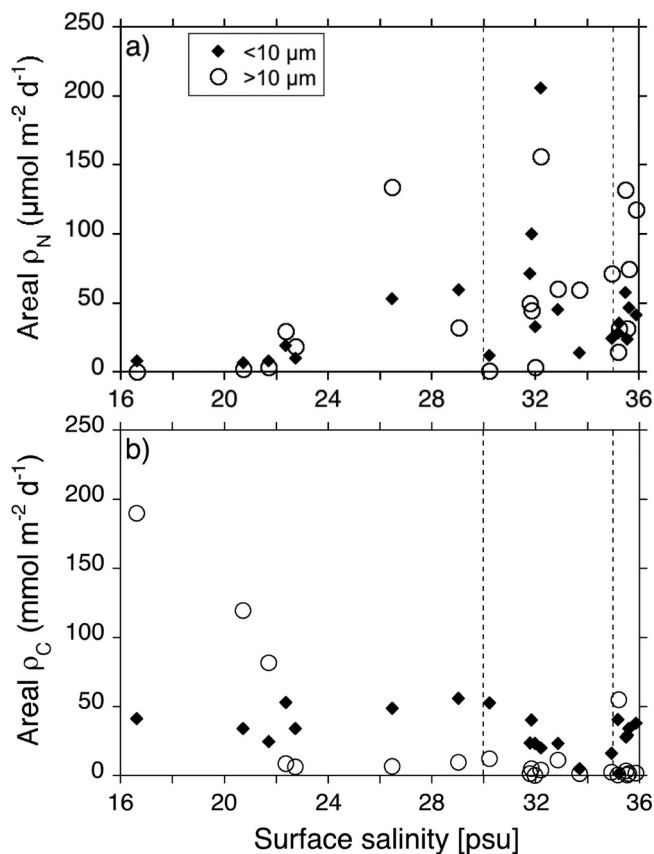 250
a)
<10 µm
>10 µm
200
150
100
50
0
Areal ρN (µmol m-2 d-1)
16 20 24 28 32 36
250
b)
200
150
100
50
0
Areal ρC (mmol m-2 d-1)
16 20 24 28 32 36
Surface salinity [psu]